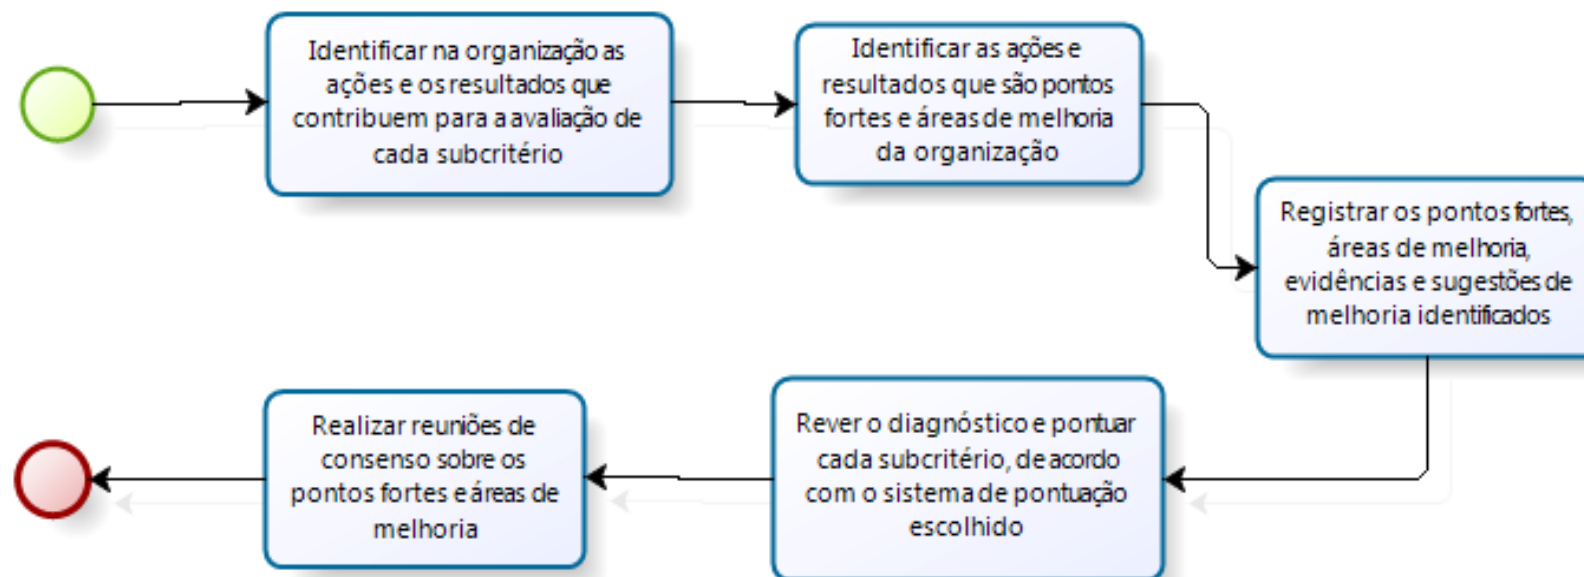 Identificar na organização as
ações e os resultados que
contribuem para a avaliação de
cada subcritério
Identificar as ações e
resultados que são pontos
fortes e áreas de melhoria
da organização
Registrar os pontos fortes,
áreas de melhoria,
evidências e sugestões de
melhoria identificados
Rever o diagnóstico e pontuar
cada subcritério, de acordo
com o sistema de pontuação
escolhido
Realizar reuniões de
consenso sobre os
pontos fortes e áreas de
melhoria